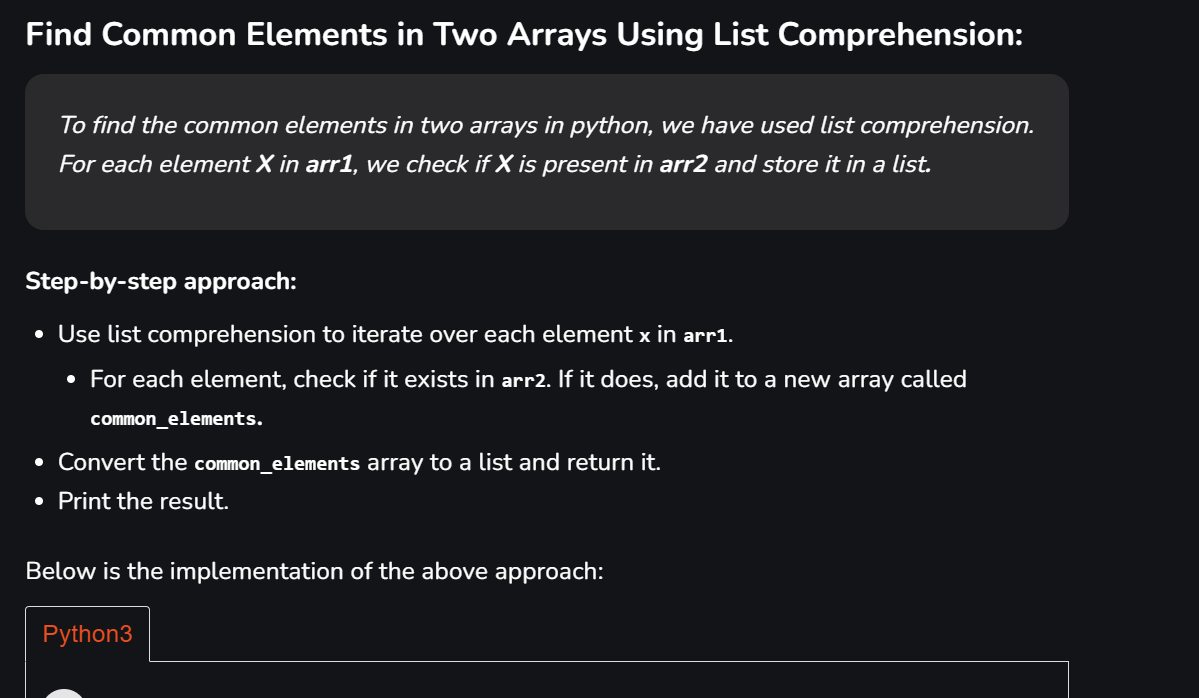 Find Common Elements in Two Arrays Using List Comprehension:
To find the common elements in two arrays in python, we have used list comprehension.
For each element X in arr1, we check if X is present in arr2 and store it in a list.
Step-by-step approach:
Use list comprehension to iterate over each element x in arr1.
For each element, check if it exists in arr2. If it does, add it to a new array called
common_elements.
Convert the common_elements array to a list and return it.
Print the result.
Below is the implementation of the above approach:
Python3